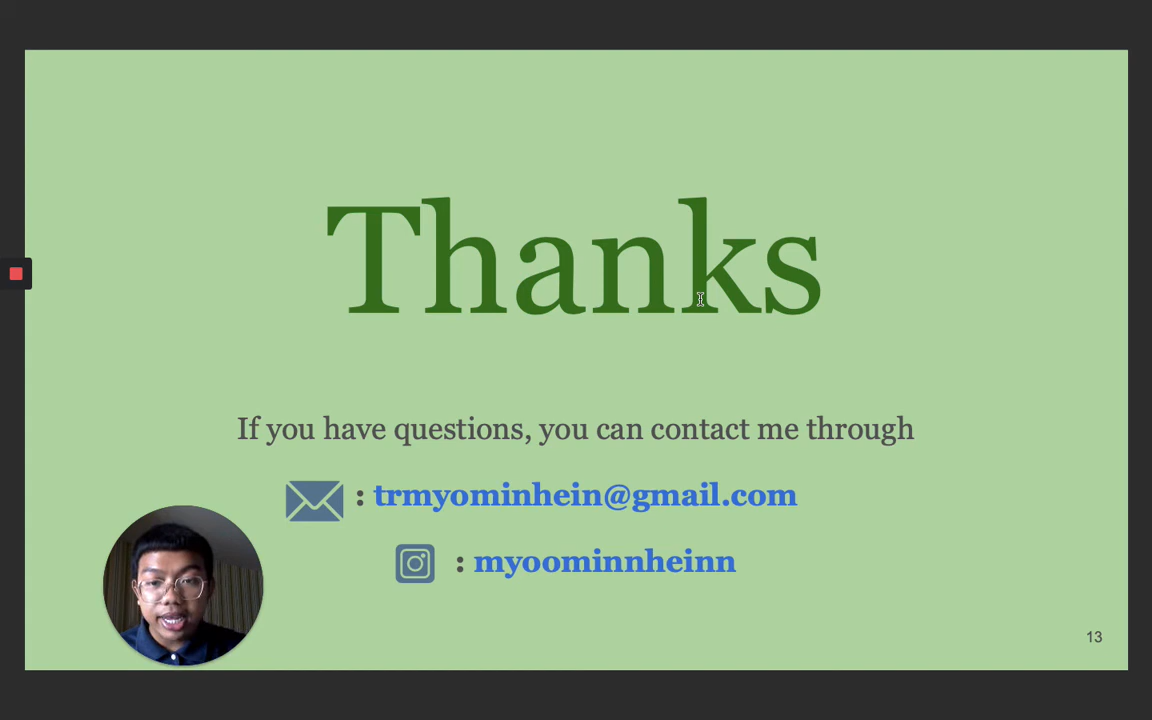 Thanks
If you have questions, you can contact me through
: trmyominhein@gmail.com
: myoominnheinn
13